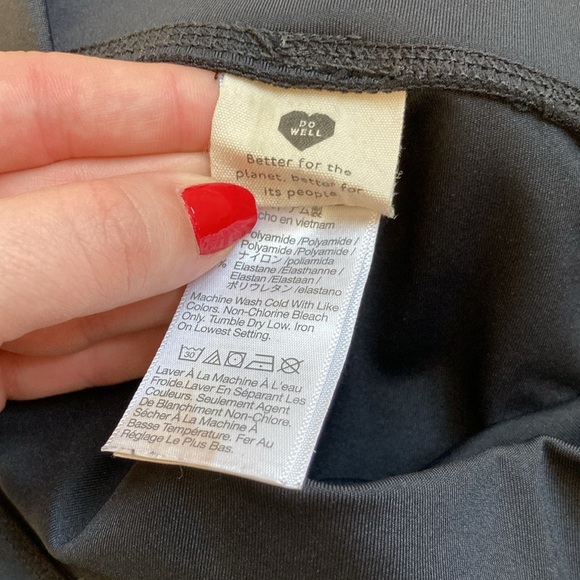 DO
WELL
Better for the
planet, better for
its people
ム製
cho en vietnam
olyamide /Polyamide/
Polyamide /Polyamide /
ナイロン /poliamida
% Elastane /Élasthanne /
Elastan /Elastaan /
ポリウレタン /elastano
Machine Wash Cold With Like
Colors. Non-Chlorine Bleach
Only. Tumble Dry Low. Iron
On Lowest Setting.
30
Laver À La Machine À L'eau
Froide.Laver En Séparant Les
Couleurs. Seulement Agent
De Blanchiment Non-Chlore.
Sécher À La Machine À
Basse Température. Fer Au
Réglage Le Plus Bas.